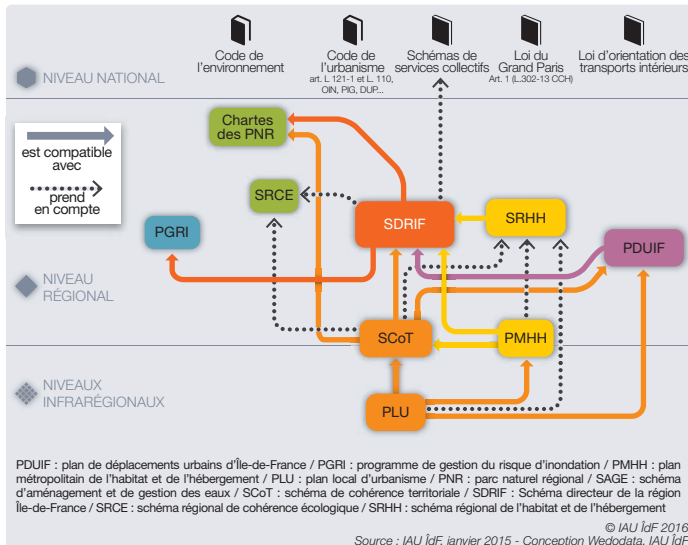 Code de
l'environnement
Code de
l'urbanisme
art. L 121-1 et L. 110,
OIN, PIG, DUP...
Schémas de
services collectifs
Loi du
Grand Paris
Art. 1 (L.302-13 CCH)
Loi d'orientation des
transports intérieurs
NIVEAU NATIONAL
est compatible
avec
prend
en compte
Chartes
des PNR
SRCE
PGRI
SDRIF
SRHH
PDUIF
NIVEAU
RÉGIONAL
SCoT
PMHH
NIVEAUX
INFRARÉGIONAUX
PLU
PDUIF : plan de déplacements urbains d'Île-de-France / PGRI : programme de gestion du risque d'inondation / PMHH : plan
métropolitain de l'habitat et de l'hébergement / PLU : plan local d'urbanisme / PNR : parc naturel régional / SAGE : schéma
d'aménagement et de gestion des eaux / SCoT : schéma de cohérence territoriale / SDRIF : Schéma directeur de la région
Île-de-France / SRCE : schéma régional de cohérence écologique / SRHH : schéma régional de l'habitat et de l'hébergement
© IAU ÎdF 2016
Source : IAU ÎdF, janvier 2015 - Conception Wedodata, IAU ÎdF